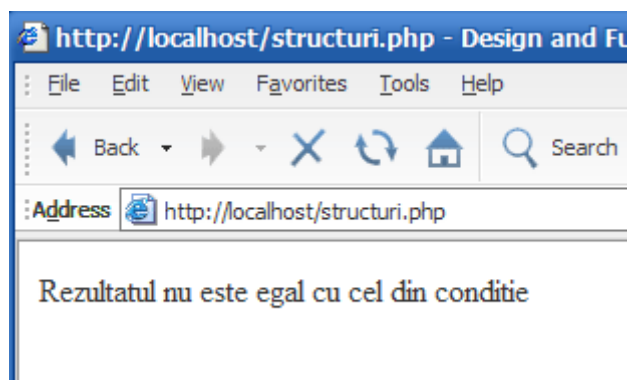 http://localhost/structuri.php - Design and Fu
File Edit View Favorites Tools Help
Back Search
Address http://localhost/structuri.php
Rezultatul nu este egal cu cel din conditie